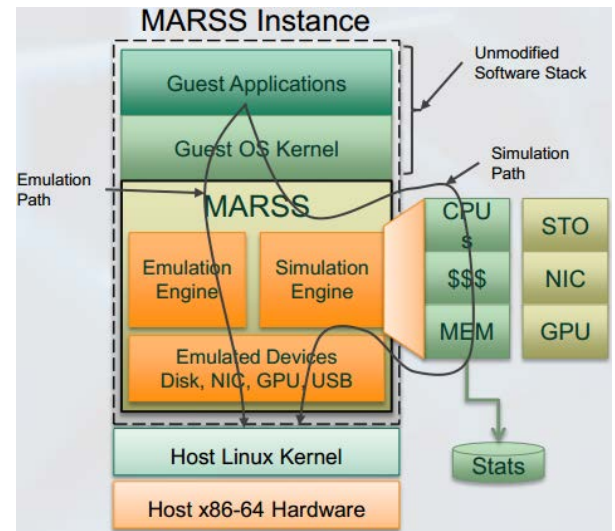 MARSS Instance
Unmodified
Software Stack
Guest Applications
Guest OS Kernel
Emulation
Path
Simulation
Path
MARSS
Emulation
Engine
Simulation
Engine
CPU
s
$$$
MEM
STO
NIC
GPU
Emulated Devices
Disk, NIC, GPU, USB
Host Linux Kernel
Stats
Host x86-64 Hardware